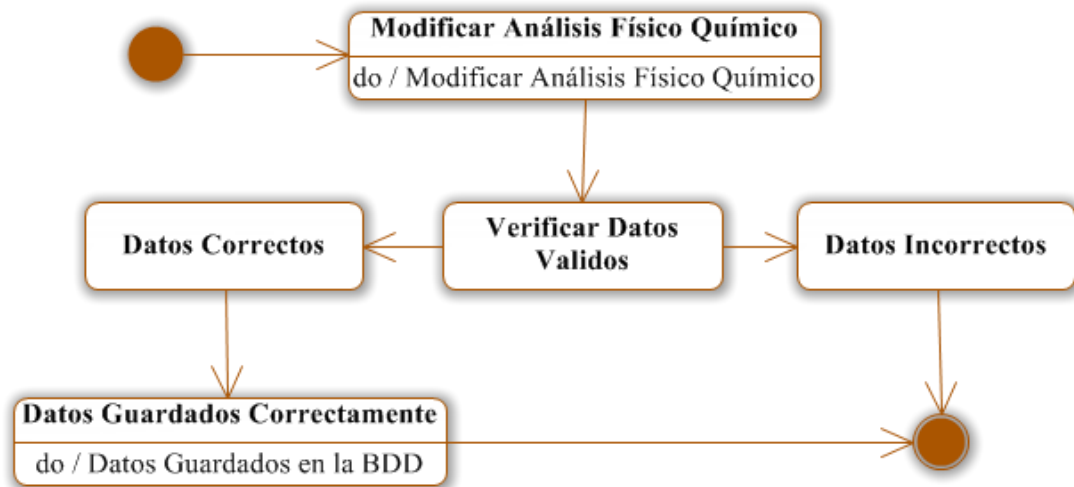 Modificar Análisis Físico Químico
do / Modificar Análisis Físico Químico
Datos Correctos
Verificar Datos
Validos
Datos Incorrectos
Datos Guardados Correctamente
do / Datos Guardados en la BDD